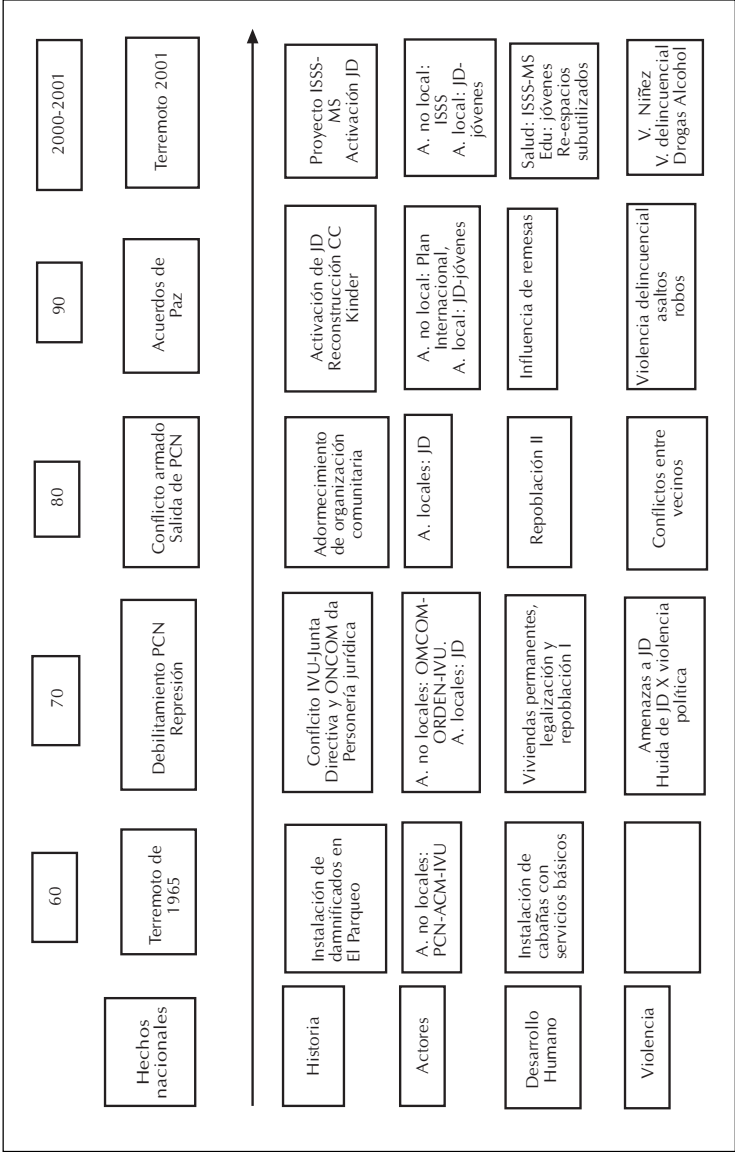 60
70
80
90
2000-2001
Hechos
nacionales
Terremoto de
1965
Debilitamiento PCN
Represión
Conflicto armado
Salida de PCN
Acuerdos de
Paz
Terremoto 2001
Historia
Instalación de
damnificados en
El Parqueo
Conflcito IVU-Junta
Directiva y ONCOM da
Personería jurídica
Adormecimiento
de organización
comunitaria
Activación de JD
Reconstrucción CC
Kinder
Proyecto ISSS-
MS
Activación JD
Actores
A. no locales:
PCN-ACM-IVU
A. no locales: OMCOM-
ORDEN-IVU.
A. locales: JD
A. locales: JD
A. no local: Plan
Internacional,
A. local: JD-jóvenes
A. no local:
ISSS
A. local: JD-
jóvenes
Desarrollo
Humano
Instalación de
cabañas con
servicios básicos
Viviendas permanentes,
legalización y
repoblación I
Repoblación II
Influencia de remesas
Salud: ISSS-MS
Edu: jóvenes
Re-espacios
subutilizados
Violencia
Amenazas a JD
Huida de JD X violencia
política
Conflictos entre
vecinos
Violencia delincuencial
asaltos
robos
V. Niñez
V. delincuencial
Drogas Alcohol